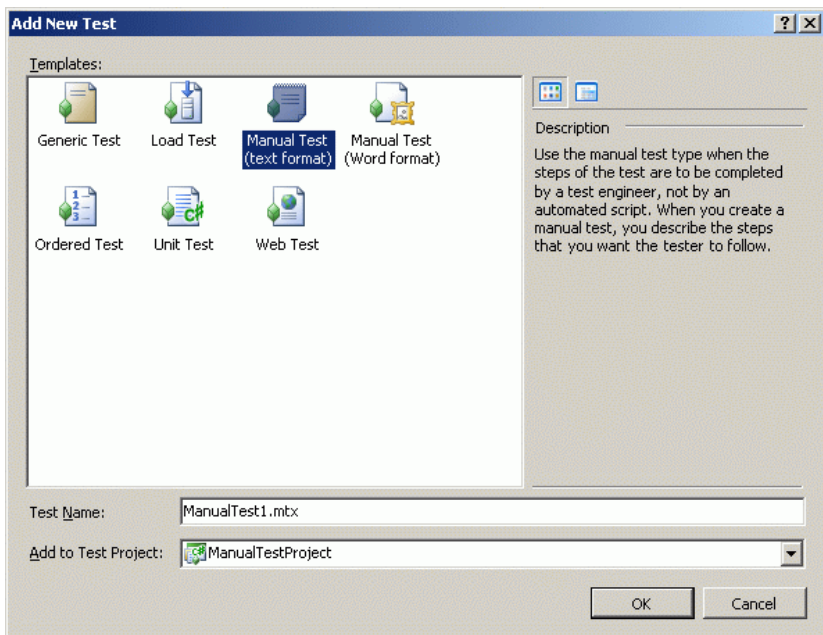 Add New Test
Templates:
Generic Test
Load Test
Manual Test
(text format)
Manual Test
(Word format)
Ordered Test
Unit Test
Web Test
Description
Use the manual test type when the
steps of the test are to be completed
by a test engineer, not by an
automated script. When you create a
manual test, you describe the steps
that you want the tester to follow.
Test Name:
ManualTest1.mtx
Add to Test Project:
ManualTestProject
OK
Cancel